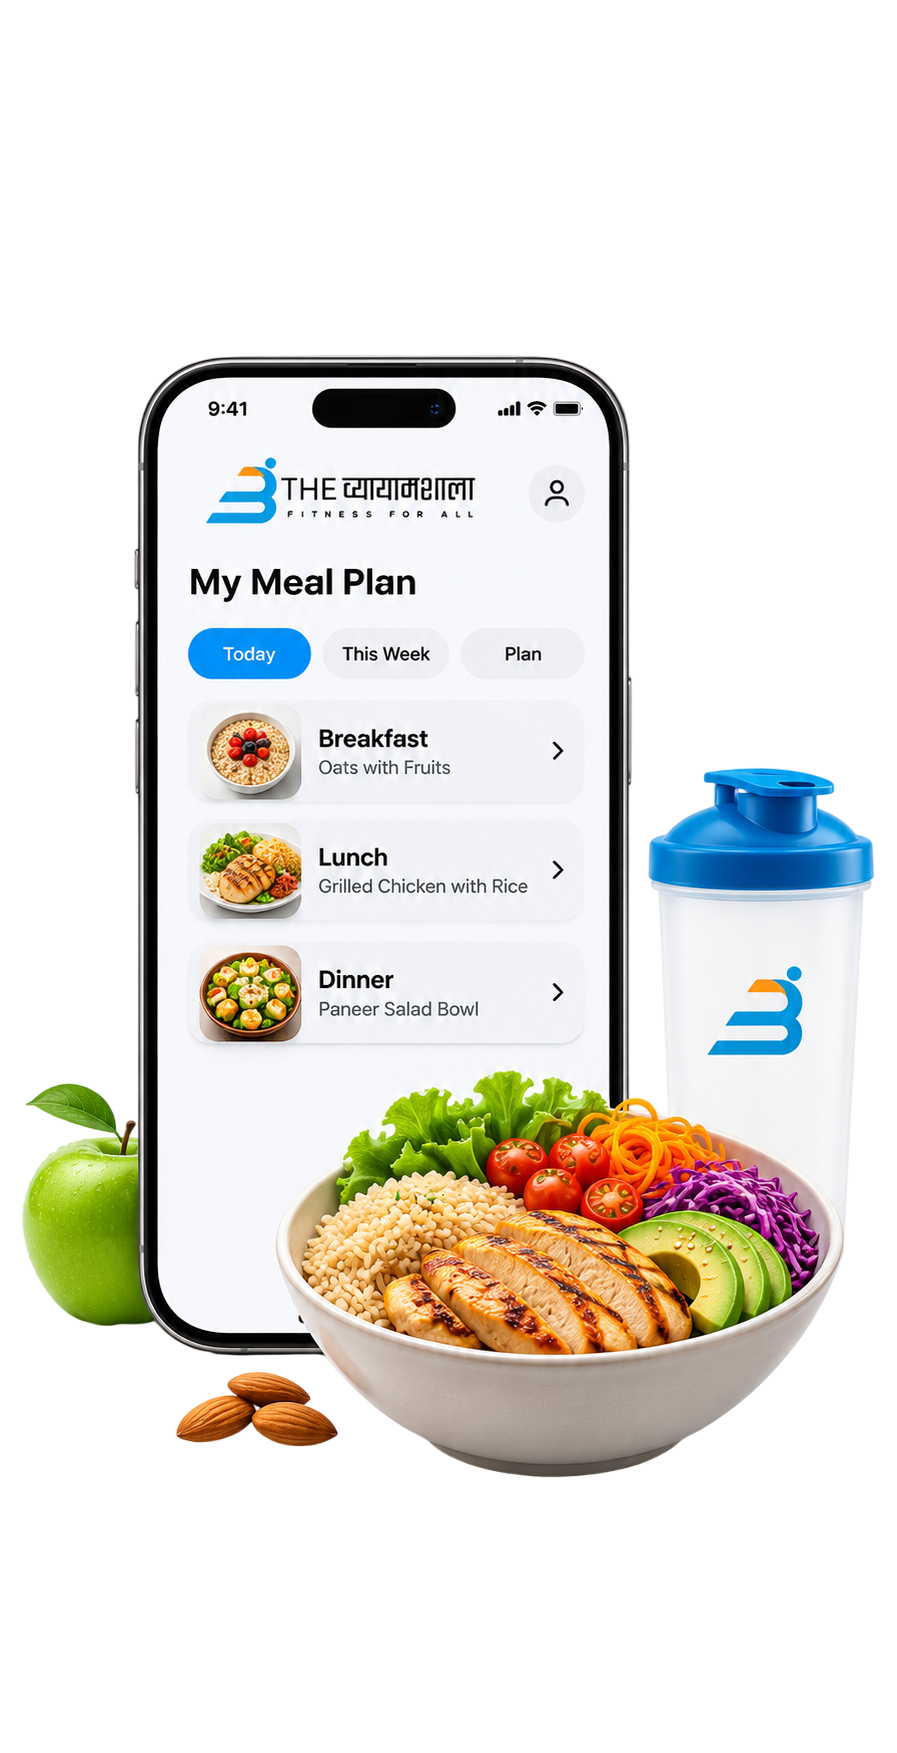 9:41
THE व्यायामशाला
FITNESS FOR ALL
My Meal Plan
Today This Week Plan
Breakfast
Oats with Fruits
Lunch
Grilled Chicken with Rice
Dinner
Paneer Salad Bowl